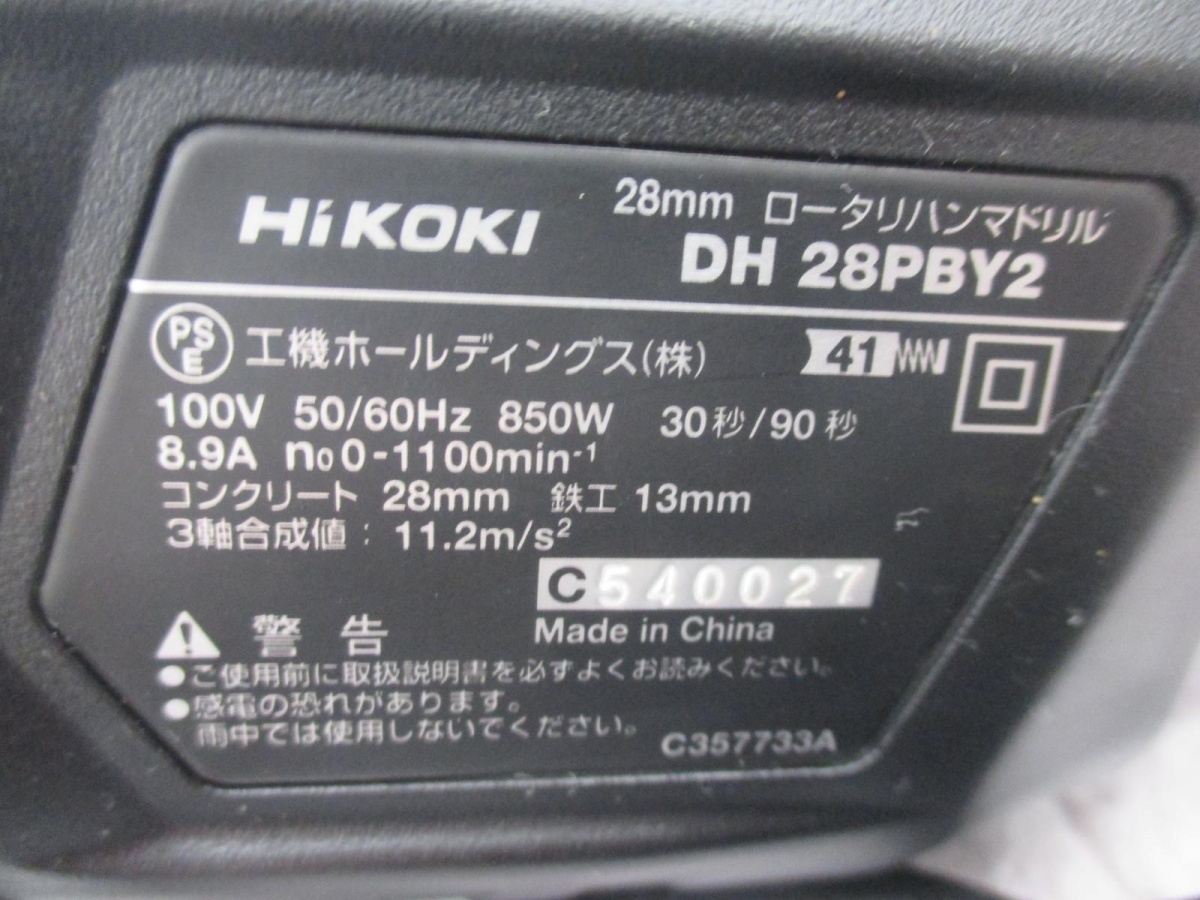 HiKOKI
28mm ロータリハンマドリル
DH 28PBY2
PSE 工機ホールディングス(株) 41
100V 50/60Hz 850W 30秒/90秒
8.9A n₀0-1100min⁻¹
コンクリート 28mm 鉄工 13mm
3軸合成値: 11.2m/s²
C540027
Made in China
警告
●ご使用前に取扱説明書を必ずよくお読みください。
●感電の恐れがあります。
雨中では使用しないでください。
C357733A